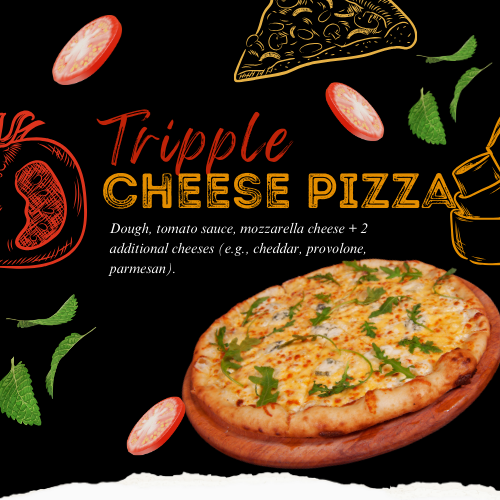 Tripple
CHEESE PIZZA
Dough, tomato sauce, mozzarella cheese + 2
additional cheeses (e.g., cheddar, provolone,
parmesan).